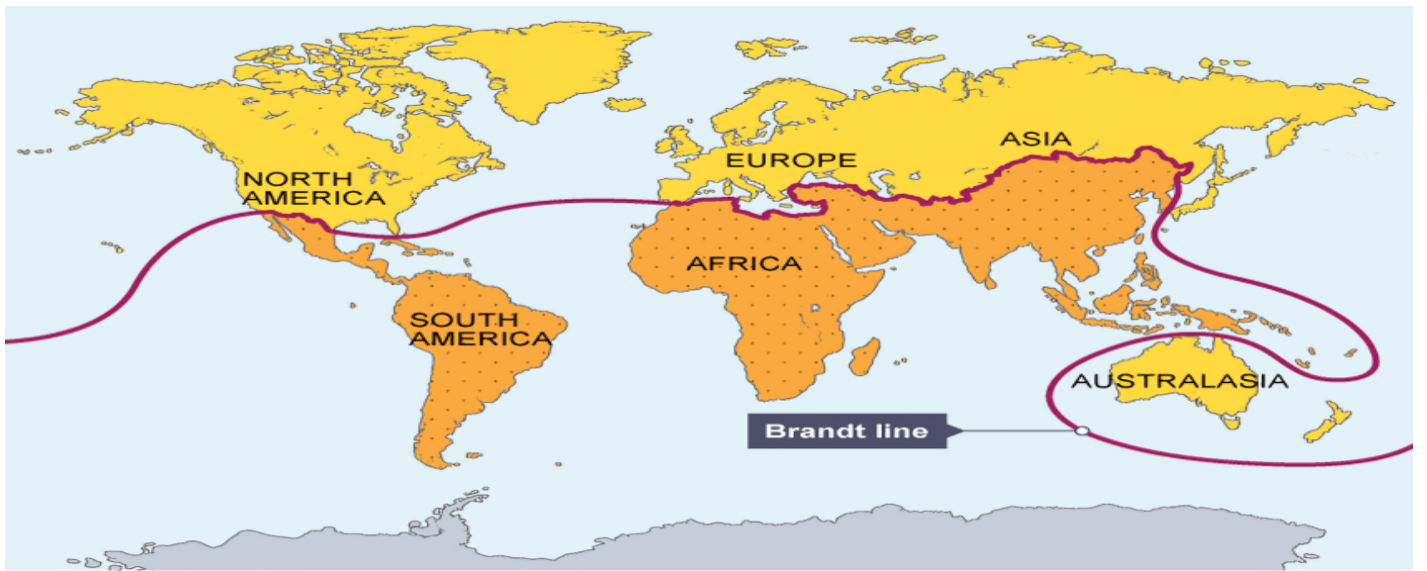 ASIA
EUROPE
NORTH
AMERICA
AFRICA
SOUTH
AMERICA
AUSTRALASIA
Brandt line